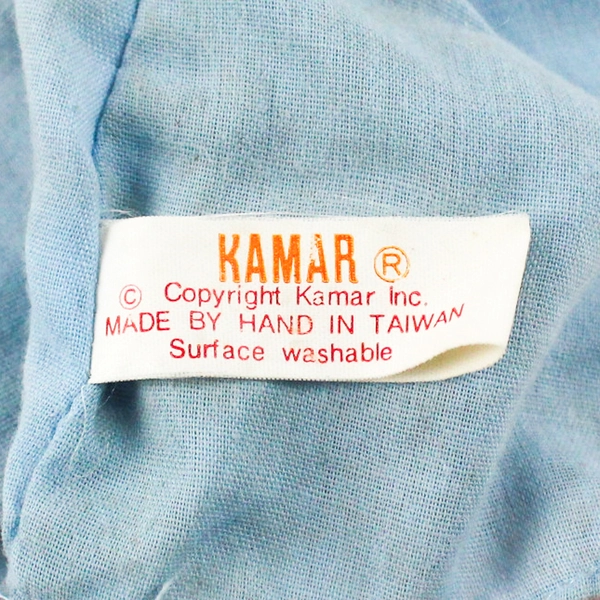 KAMAR ®
© Copyright Kamar Inc.
MADE BY HAND IN TAIWAN
Surface washable